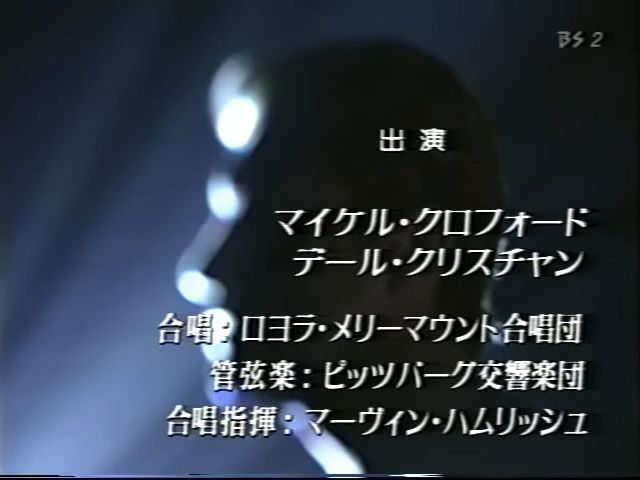 BS2
出演
マイケル・クロフォード
デール・クリスチャン
合唱：ロヨラ・メリーマウント合唱団
管弦楽：ピッツバーグ交響楽団
合唱指揮：マーヴィン・ハムリッシュ